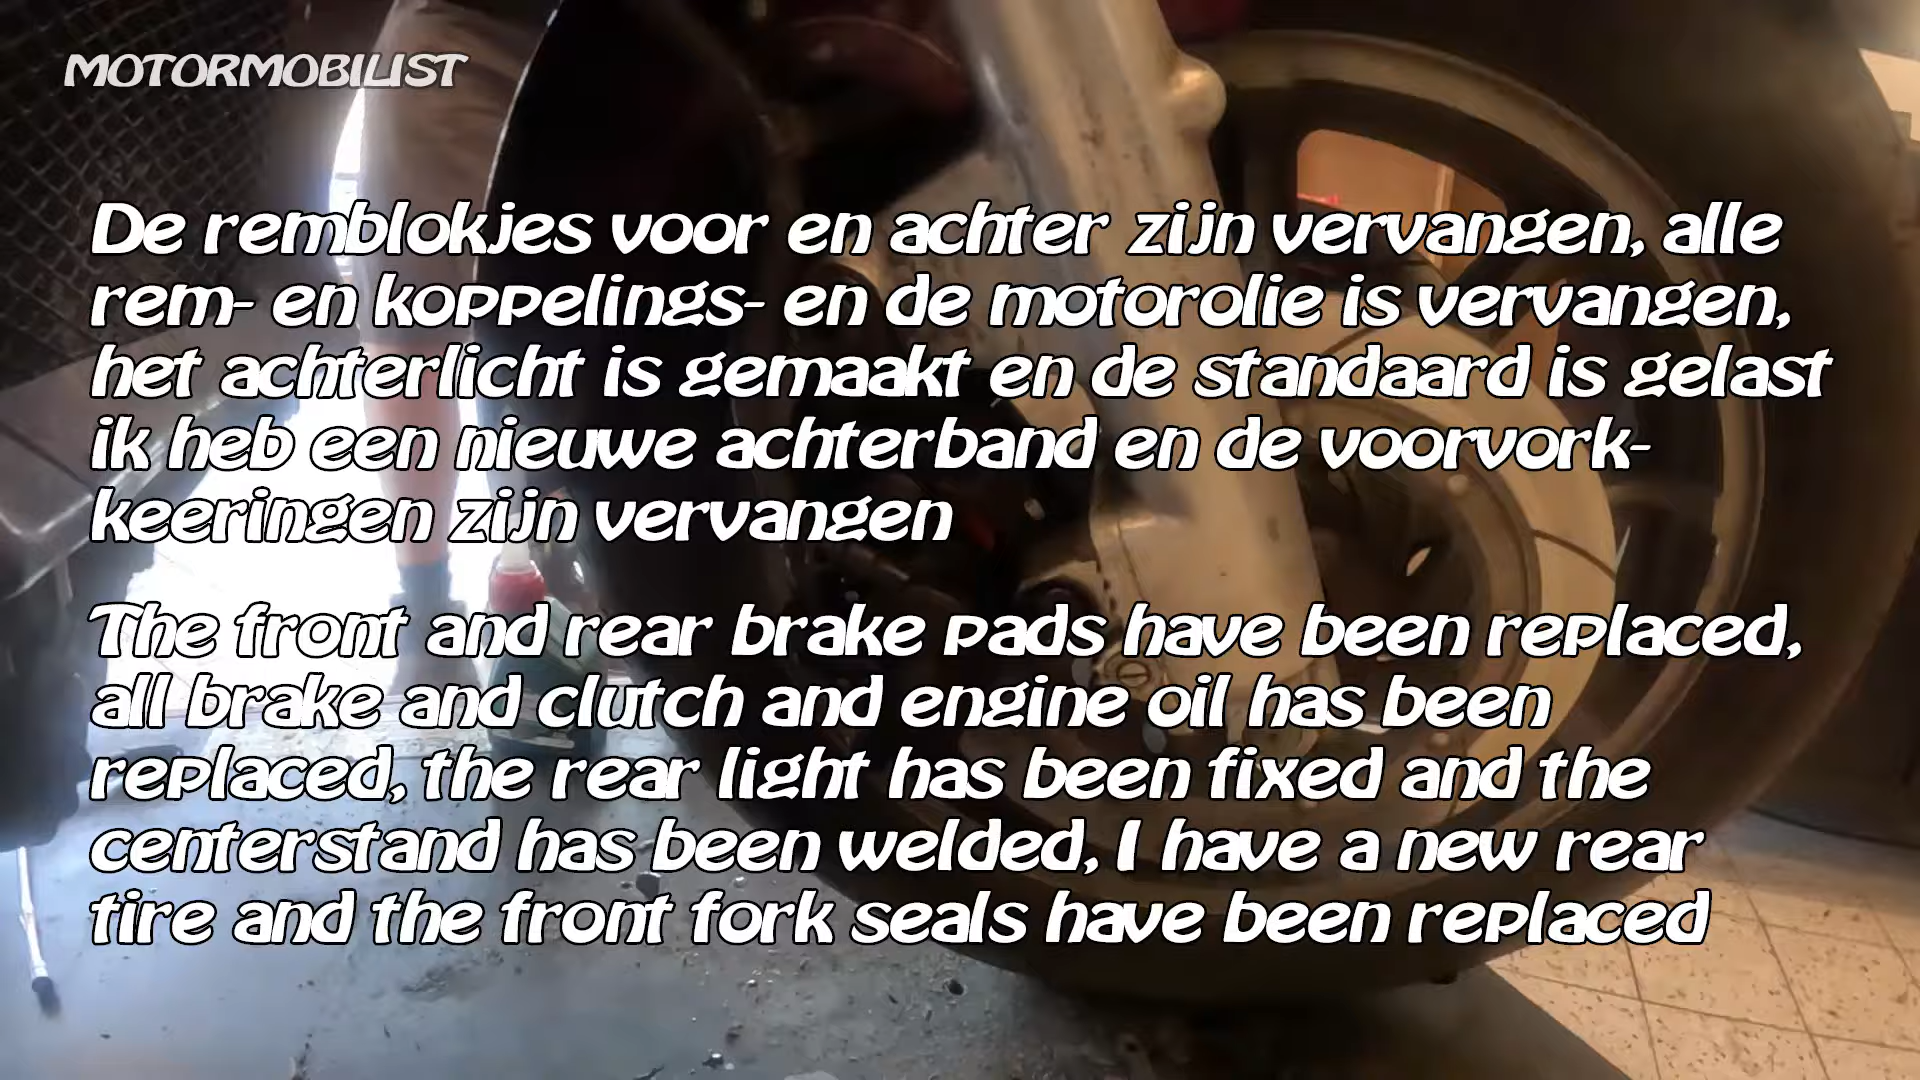 MOTORMOBILIST
De remblokjes voor en achter zijn vervangen, alle
rem- en koppelings- en de motorolie is vervangen,
het achterlicht is gemaakt en de standaard is gelast
ik heb een nieuwe achterband en de voorvork-
keeringen zijn vervangen
The front and rear brake pads have been replaced,
all brake and clutch and engine oil has been
replaced, the rear light has been fixed and the
centerstand has been welded, I have a new rear
tire and the front fork seals have been replaced